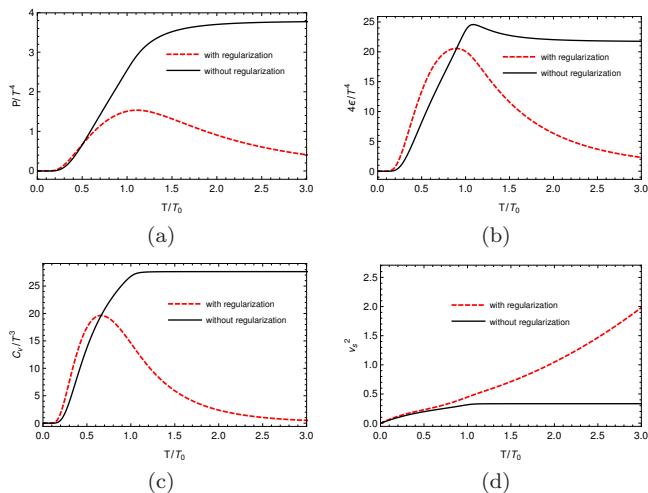 4
3
2
1
0
P/T⁴
with regularization
without regularization
0.0 0.5 1.0 1.5 2.0 2.5 3.0
T/T₀
(a)
25
20
15
10
5
0
4ϵ/T⁴
with regularization
without regularization
0.0 0.5 1.0 1.5 2.0 2.5 3.0
T/T₀
(b)
25
20
15
10
5
0
Cᵥ/T³
with regularization
without regularization
0.0 0.5 1.0 1.5 2.0 2.5 3.0
T/T₀
(c)
2.5
2.0
1.5
1.0
0.5
0.0
vₛ²
with regularization
without regularization
0.0 0.5 1.0 1.5 2.0 2.5 3.0
T/T₀
(d)